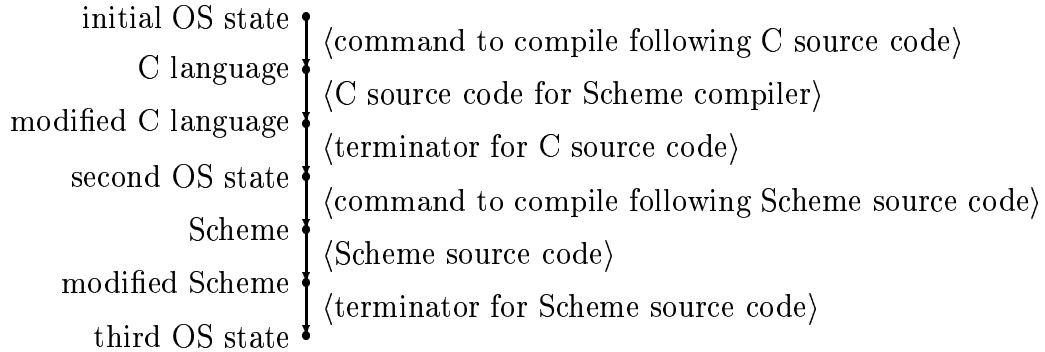 initial OS state
⟨command to compile following C source code⟩
C language
⟨C source code for Scheme compiler⟩
modified C language
⟨terminator for C source code⟩
second OS state
⟨command to compile following Scheme source code⟩
Scheme
⟨Scheme source code⟩
modified Scheme
⟨terminator for Scheme source code⟩
third OS state